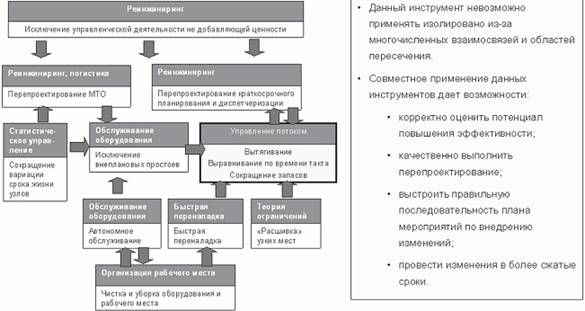 Реинжиниринг
Исключение управленческой деятельности не добавляющей ценности
Реинжиниринг, логистика
Перепроектирование МТО
Реинжиниринг
Перепроектирование краткосрочного
планирования и диспетчеризации
Статистиче-
ское управ-
ление
Сокращение
вариации
срока жизни
узлов
Обслуживание
оборудования
Исключение
внеплановых простоев
Управление потоком
Вытягивание
Выравнивание по времени такта
Сокращение запасов
Обслуживание
оборудования
Автономное
обслуживание
Быстрая
переналадка
Быстрая
переналадка
Теория
ограничений
«Расшивка»
узких мест
Организация рабочего места
Чистка и уборка оборудования и
рабочего места
• Данный инструмент невозможно
применять изолировано из-за
многочисленных взаимосвязей и областей
пересечения.
• Совместное применение данных
инструментов дает возможности:
• корректно оценить потенциал
повышения эффективности;
• качественно выполнить
перепроектирование;
• выстроить правильную
последовательность плана
мероприятий по внедрению
изменений;
• провести изменения в более сжатые
сроки.